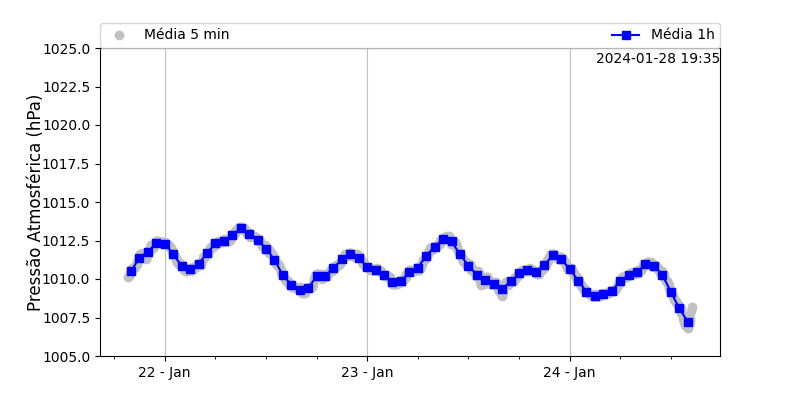 Média 5 min
Média 1h
2024-01-28 19:35
Pressão Atmosférica (hPa)
1025.0
1022.5
1020.0
1017.5
1015.0
1012.5
1010.0
1007.5
1005.0
22 - Jan
23 - Jan
24 - Jan